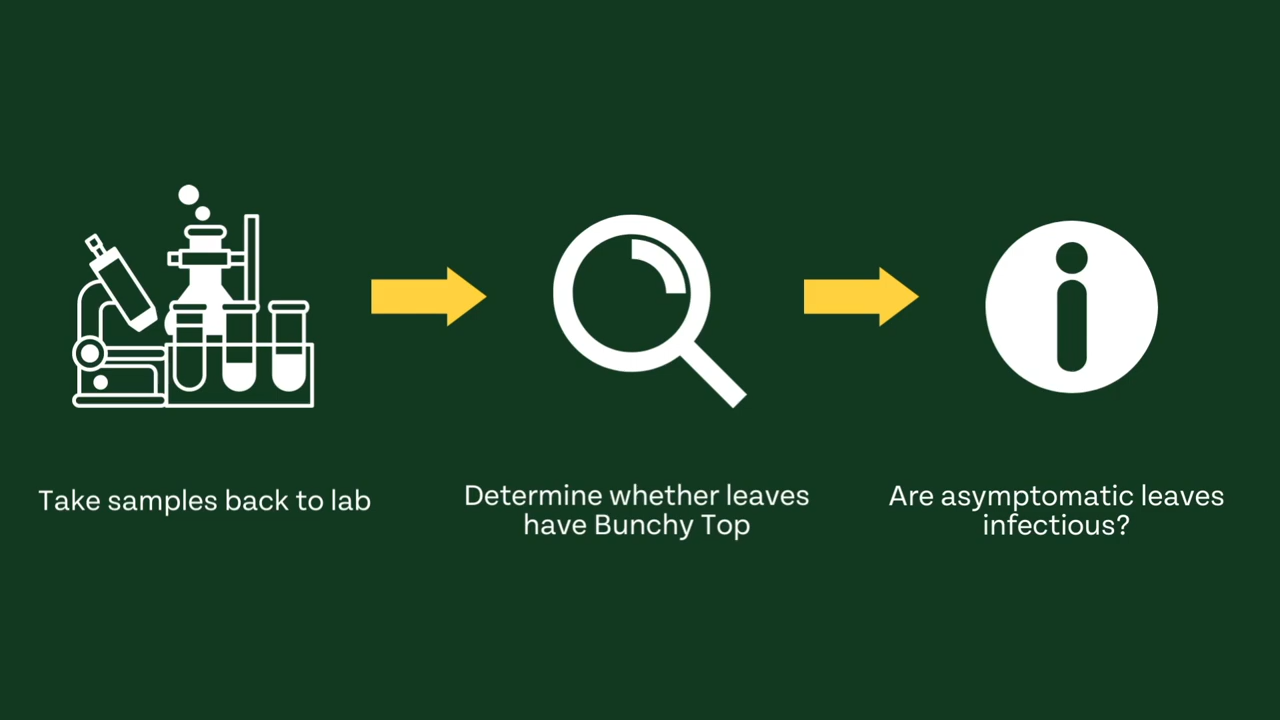 Take samples back to lab
Determine whether leaves
have Bunchy Top
Are asymptomatic leaves
infectious?